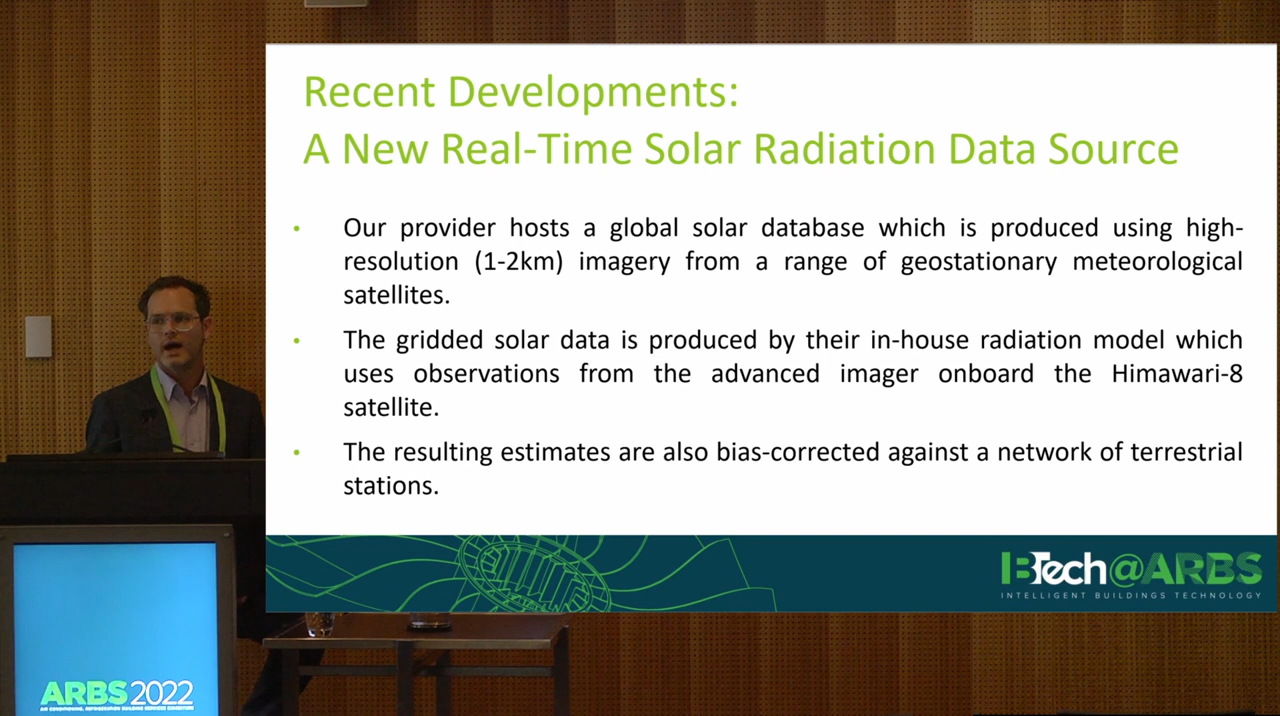 Recent Developments:
A New Real-Time Solar Radiation Data Source
• Our provider hosts a global solar database which is produced using high-
resolution (1-2km) imagery from a range of geostationary meteorological
satellites.
• The gridded solar data is produced by their in-house radiation model which
uses observations from the advanced imager onboard the Himawari-8
satellite.
• The resulting estimates are also bias-corrected against a network of terrestrial
stations.
IBTech@ARBS
INTELLIGENT BUILDINGS TECHNOLOGY
ARBS2022
AIR CONDITIONING, REFRIGERATION BUILDING SERVICES EXHIBITION